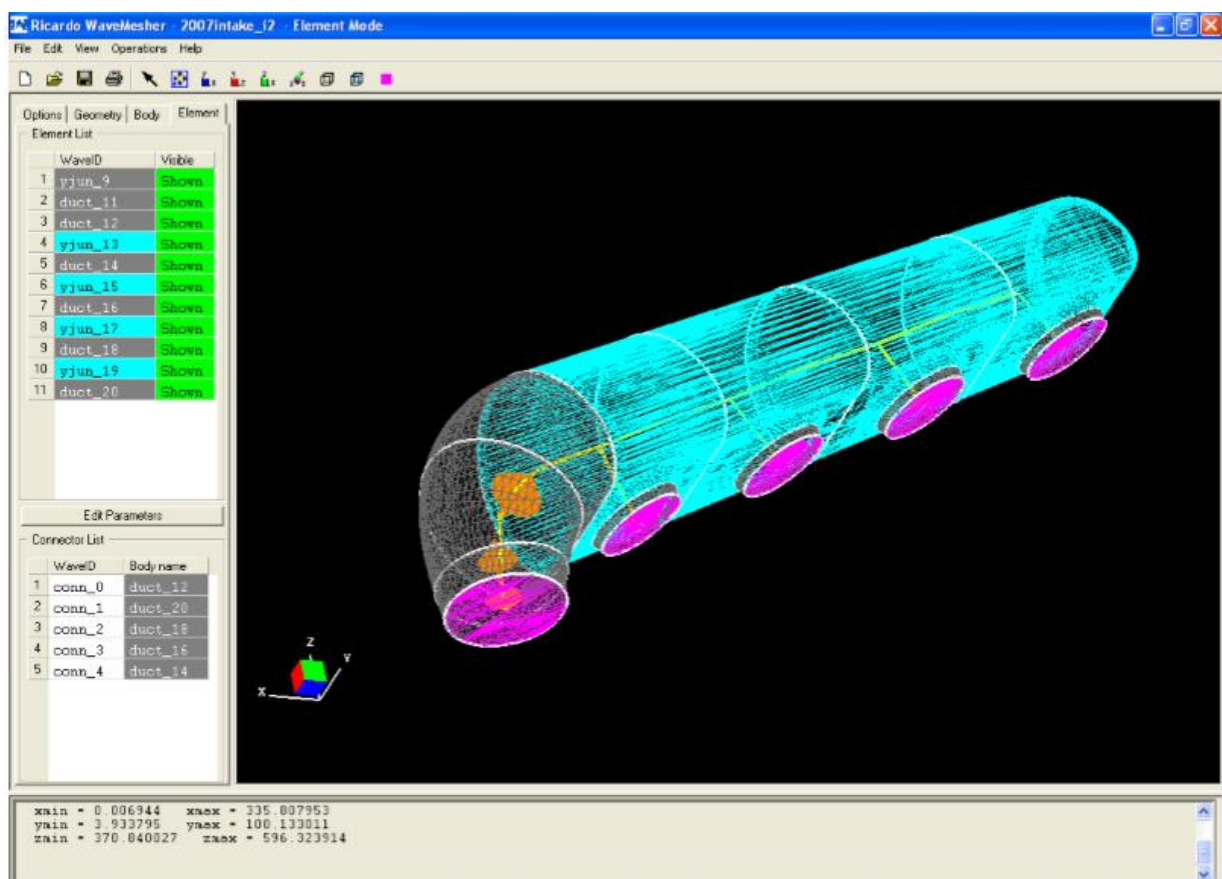 Ricardo WaveMesher - 2007intake_i2 - Element Mode
File Edit View Operations Help
Options Geometry Body Element
Element List
WaveID Visible
1 yjun_9 Shown
2 duct_11 Shown
3 duct_12 Shown
4 yjun_13 Shown
5 duct_14 Shown
6 yjun_15 Shown
7 duct_16 Shown
8 yjun_17 Shown
9 duct_18 Shown
10 yjun_19 Shown
11 duct_20 Shown
Edit Parameters
Connector List
WaveID Body name
1 conn_0 duct_12
2 conn_1 duct_20
3 conn_2 duct_18
4 conn_3 duct_16
5 conn_4 duct_14
Z
Y
X
xmin = 0.006944 xmax = 335.807953
ymin = 3.933795 ymax = 100.133011
zmin = 370.840027 zmax = 596.323914